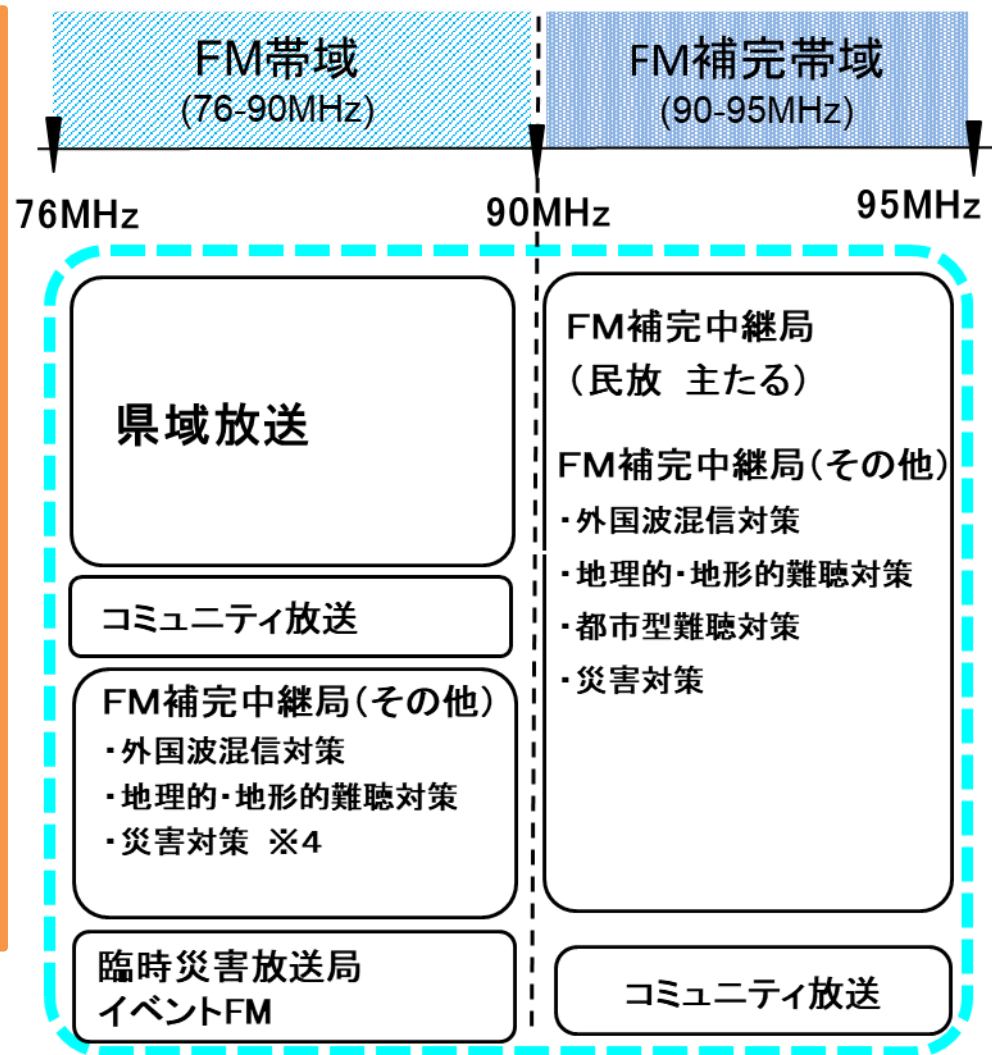 FM帯域
(76-90MHz)
FM補完帯域
(90-95MHz)
76MHz
90MHz
95MHz
県域放送
コミュニティ放送
FM補完中継局(その他)
・外国波混信対策
・地理的・地形的難聴対策
・災害対策 ※4
臨時災害放送局
イベントFM
FM補完中継局
(民放 主たる)
FM補完中継局(その他)
・外国波混信対策
・地理的・地形的難聴対策
・都市型難聴対策
・災害対策
コミュニティ放送